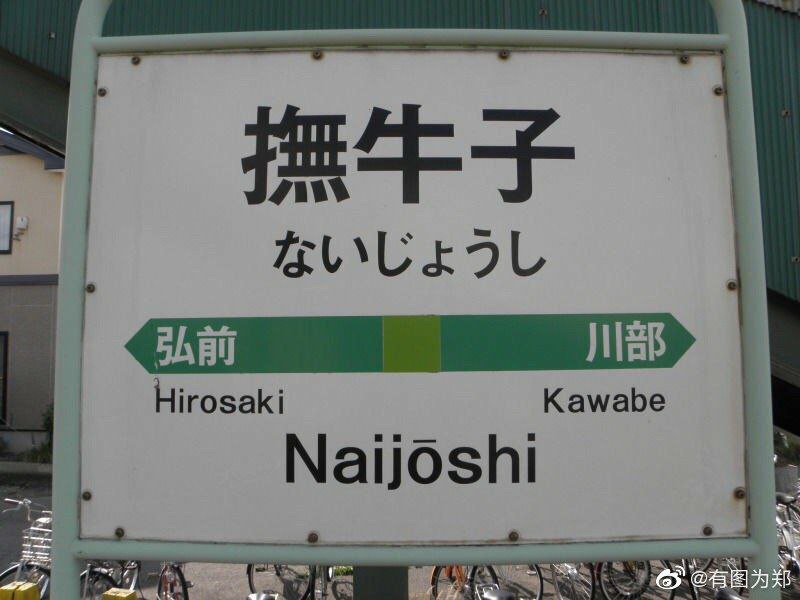 撫牛子
ないじょうし
弘前 川部
Hirosaki Kawabe
Naijōshi
@有图为郑